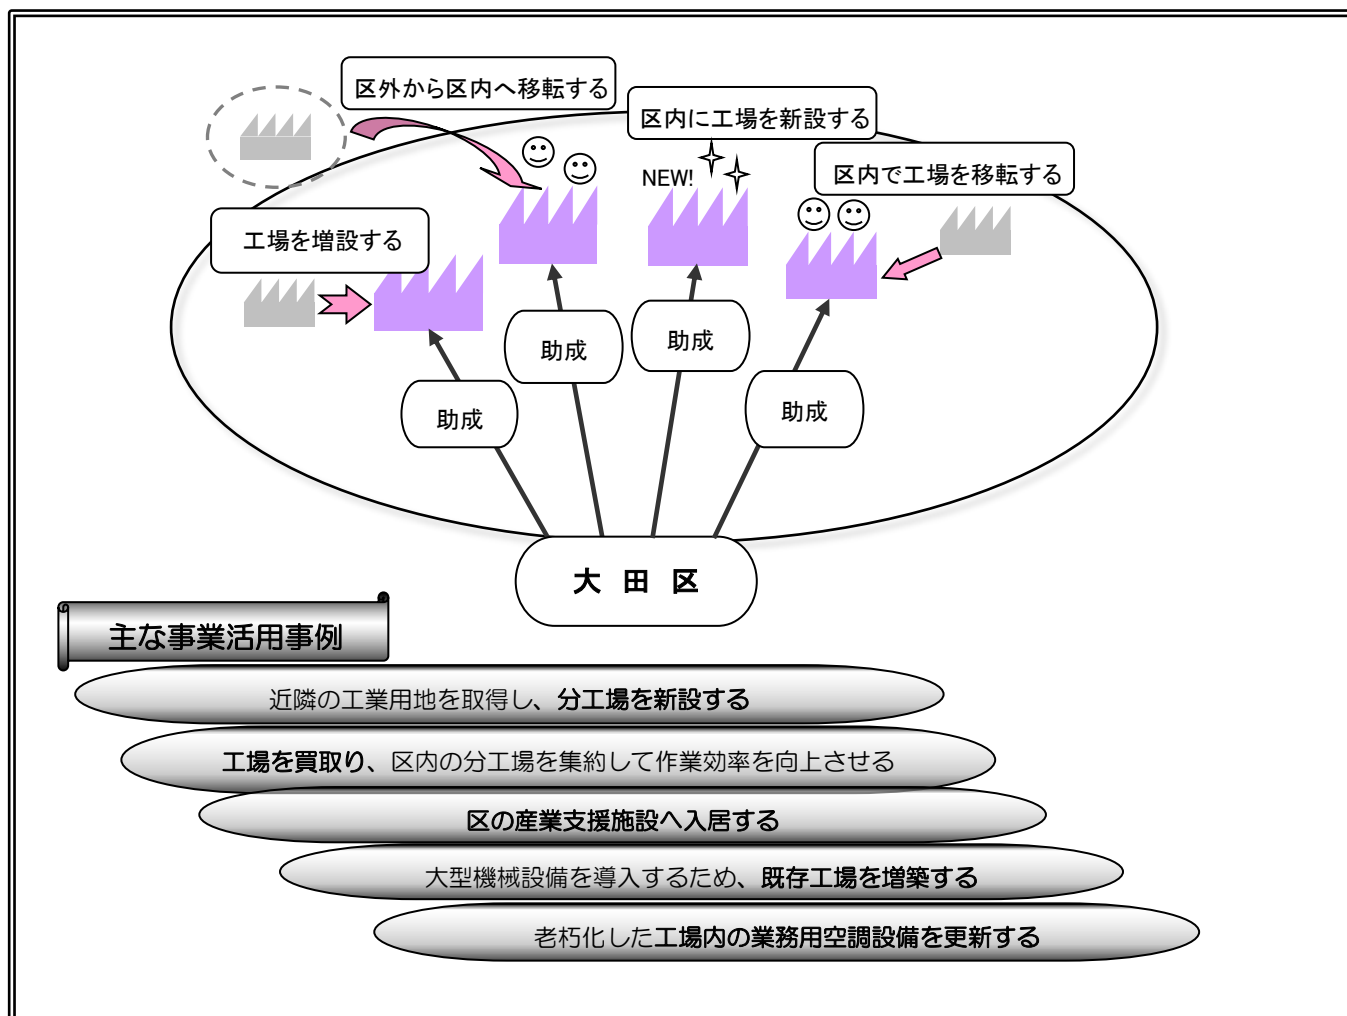 区外から区内へ移転する
区内に工場を新設する
区内で工場を移転する
NEW!
工場を増設する
助成
助成
助成
助成
大 田 区
主な事業活用事例
近隣の工業用地を取得し、分工場を新設する
工場を買取り、区内の分工場を集約して作業効率を向上させる
区の産業支援施設へ入居する
大型機械設備を導入するため、既存工場を増築する
老朽化した工場内の業務用空調設備を更新する